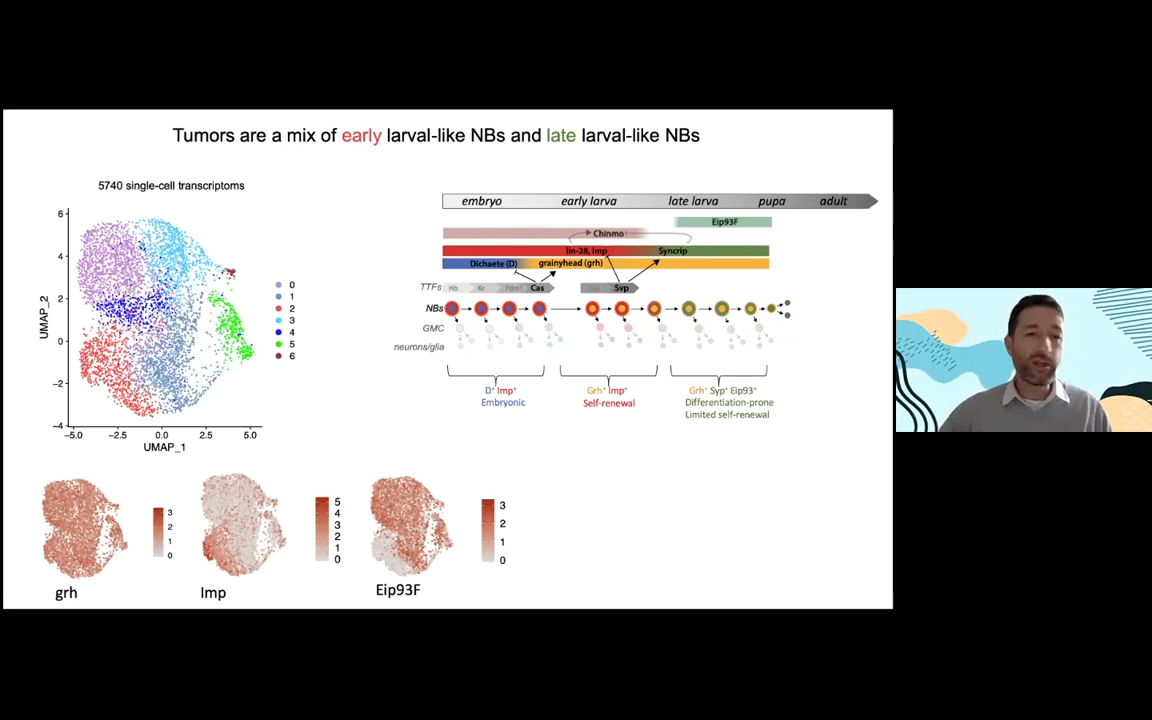 Tumors are a mix of early larval-like NBs and late larval-like NBs
5740 single-cell transcriptoms
6
4
2
0
−2
−4
UMAP_2
−5.0 −2.5 0.0 2.5 5.0
UMAP_1
0
1
2
3
4
5
6
embryo early larva late larva pupa adult
Eip93F
Chinmo
lin-28, Imp Syncrip
Dichaete (D) grainyhead (grh)
TTFs Hb Kr Pdm1 Cas Svp
NBs
GMC
neurons/glia
D⁺ Imp⁺
Embryonic
Grh⁺ Imp⁺
Self-renewal
Grh⁺ Syp⁺ Eip93⁺
Differentiation-prone
Limited self-renewal
3
2
1
0
grh
5
4
3
2
1
0
Imp
3
2
1
0
Eip93F